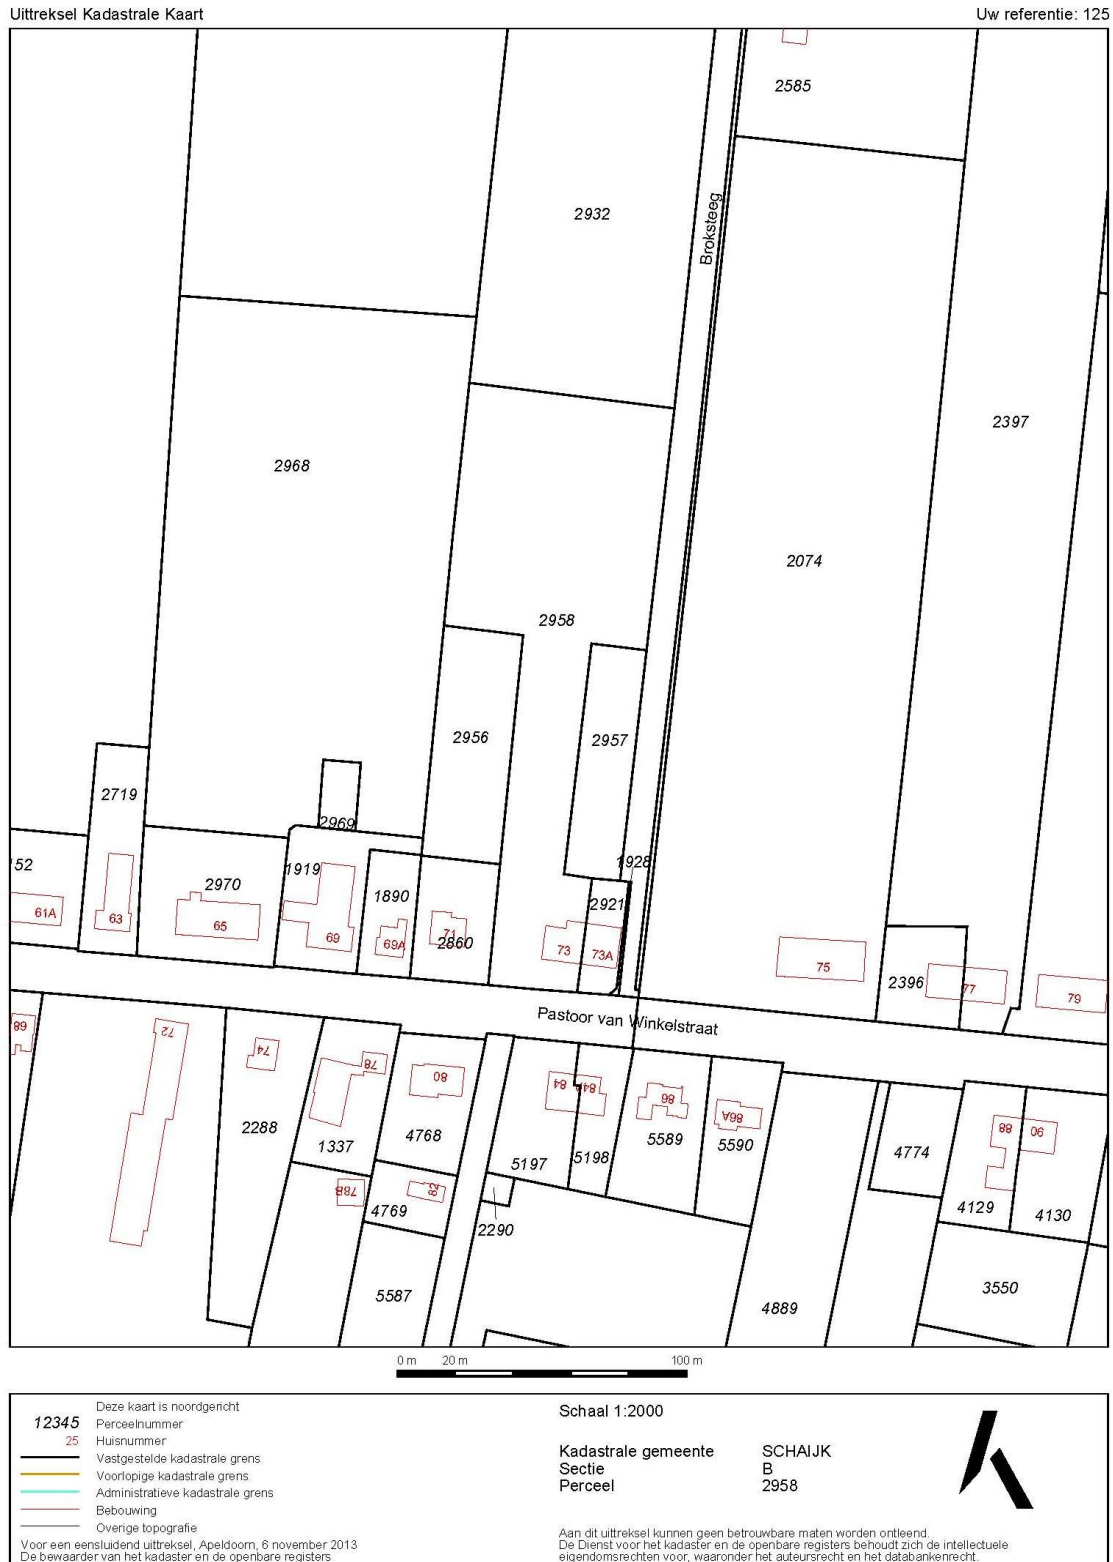 Uittreksel Kadastrale Kaart
Uw referentie: 125
2585
2932
Broksteeg
2397
2968
2074
2958
2956
2957
2719
2969
1928
152
1919
2970
1890
2921
61A
63
65
69
69A
71
2860
73
73A
75
2396
77
79
Pastoor van Winkelstraat
68
72
74
78
80
84
84A
86
86A
88
90
2288
1337
4768
5197
5198
5589
5590
4774
78B
82
4769
2290
4129
4130
5587
4889
3550
0 m 20 m 100 m
Deze kaart is noordgericht
12345 Perceelnummer
25 Huisnummer
Vastgestelde kadastrale grens
Voorlopige kadastrale grens
Administratieve kadastrale grens
Bebouwing
Overige topografie
Voor een eensluidend uittreksel, Apeldoorn, 6 november 2013
De bewaarder van het kadaster en de openbare registers
Schaal 1:2000
Kadastrale gemeente SCHAIJK
Sectie B
Perceel 2958
Aan dit uittreksel kunnen geen betrouwbare maten worden ontleend.
De Dienst voor het kadaster en de openbare registers behoudt zich de intellectuele
eigendomsrechten voor, waaronder het auteursrecht en het databankenrecht.